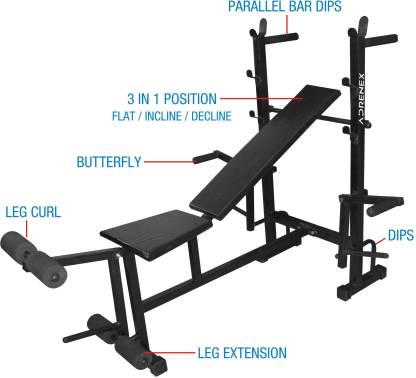 PARALLEL BAR DIPS
3 IN 1 POSITION
FLAT / INCLINE / DECLINE
ADRENEX
BUTTERFLY
LEG CURL
DIPS
LEG EXTENSION